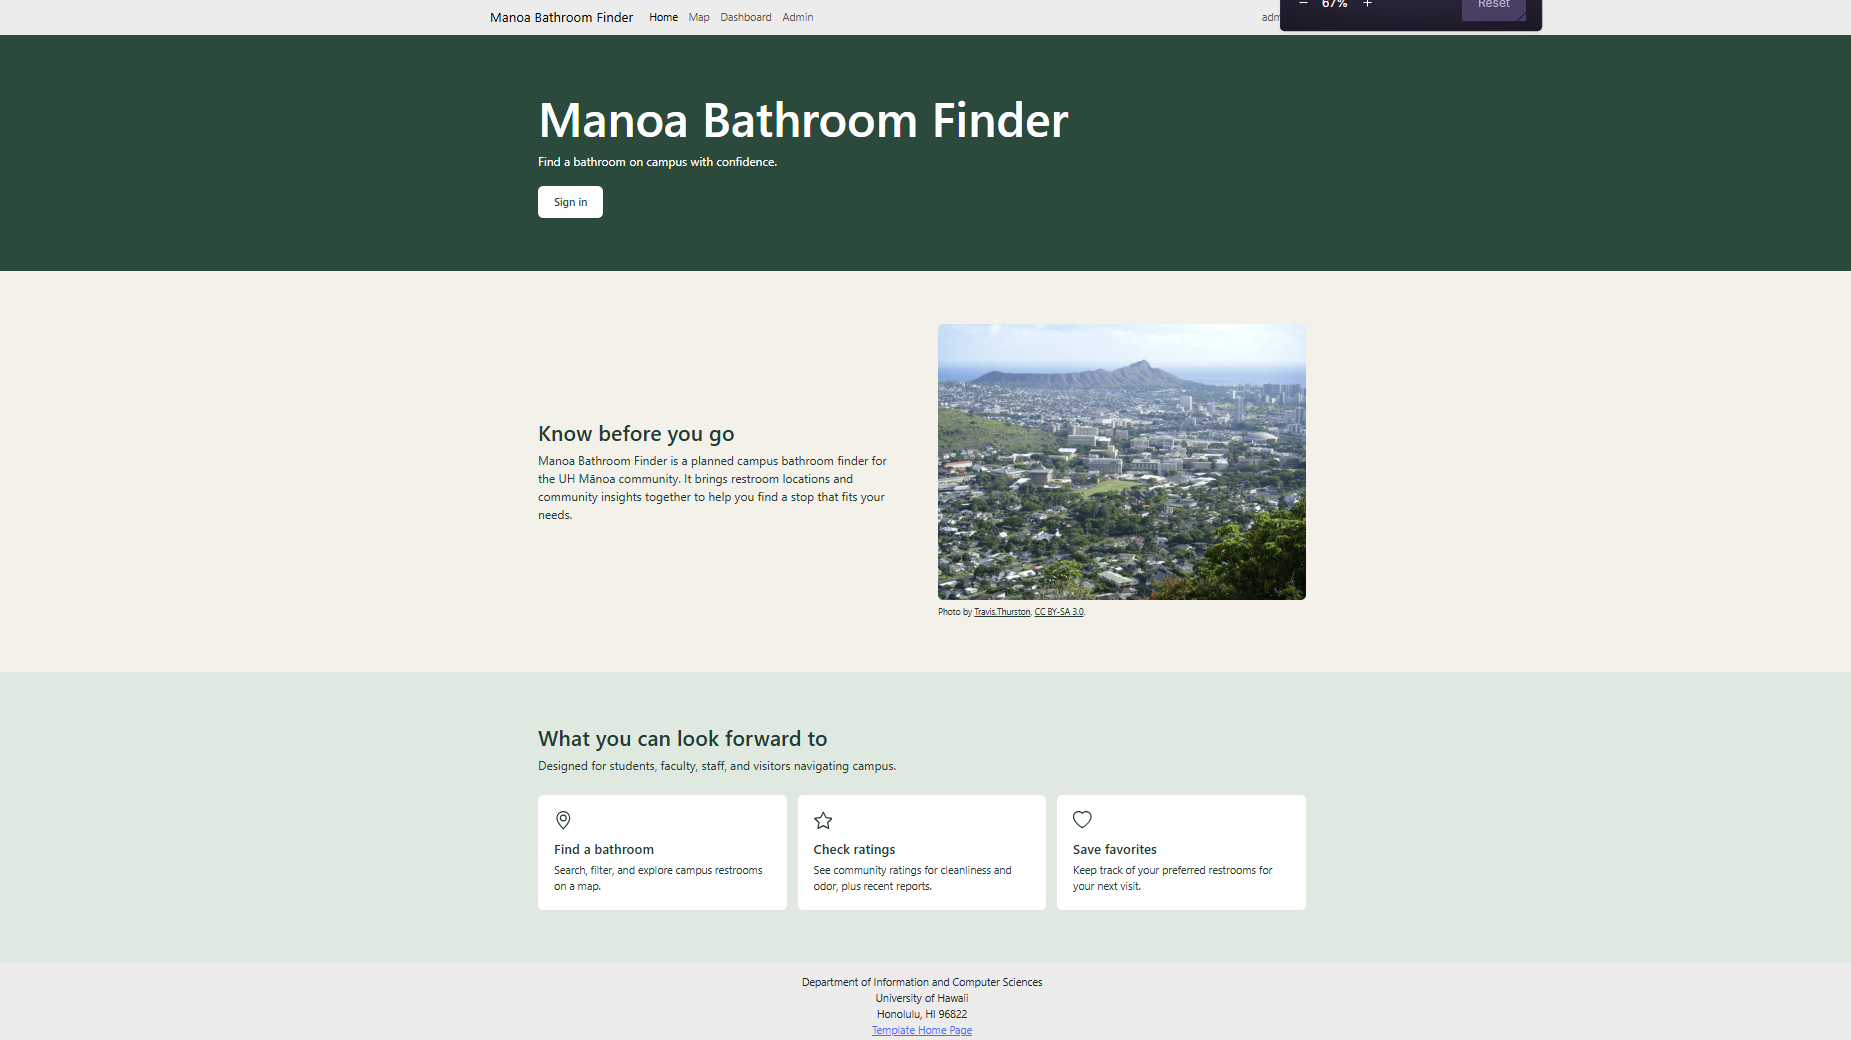 Manoa Bathroom Finder Home Map Dashboard Admin
67%
Reset
Manoa Bathroom Finder
Find a bathroom on campus with confidence.
Sign in
Know before you go
Manoa Bathroom Finder is a planned campus bathroom finder for
the UH Mānoa community. It brings restroom locations and
community insights together to help you find a stop that fits your
needs.
Photo by Travis.Thurston, CC BY-SA 3.0.
What you can look forward to
Designed for students, faculty, staff, and visitors navigating campus.
Find a bathroom
Search, filter, and explore campus restrooms
on a map.
Check ratings
See community ratings for cleanliness and
odor, plus recent reports.
Save favorites
Keep track of your preferred restrooms for
your next visit.
Department of Information and Computer Sciences
University of Hawaii
Honolulu, HI 96822
Template Home Page